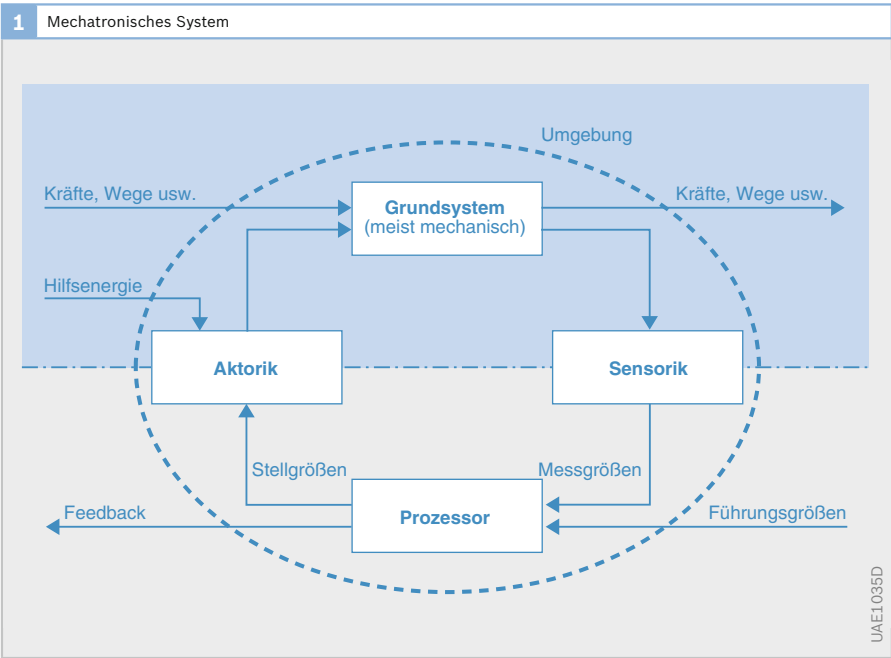 1 Mechatronisches System
Umgebung
Kräfte, Wege usw.
Grundsystem
(meist mechanisch)
Kräfte, Wege usw.
Hilfsenergie
Aktorik
Sensorik
Stellgrößen
Messgrößen
Feedback
Prozessor
Führungsgrößen
UAE1035D